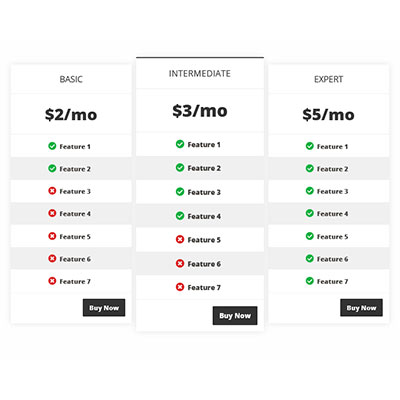 BASIC
$2/mo
Feature 1
Feature 2
Feature 3
Feature 4
Feature 5
Feature 6
Feature 7
Buy Now
INTERMEDIATE
$3/mo
Feature 1
Feature 2
Feature 3
Feature 4
Feature 5
Feature 6
Feature 7
Buy Now
EXPERT
$5/mo
Feature 1
Feature 2
Feature 3
Feature 4
Feature 5
Feature 6
Feature 7
Buy Now